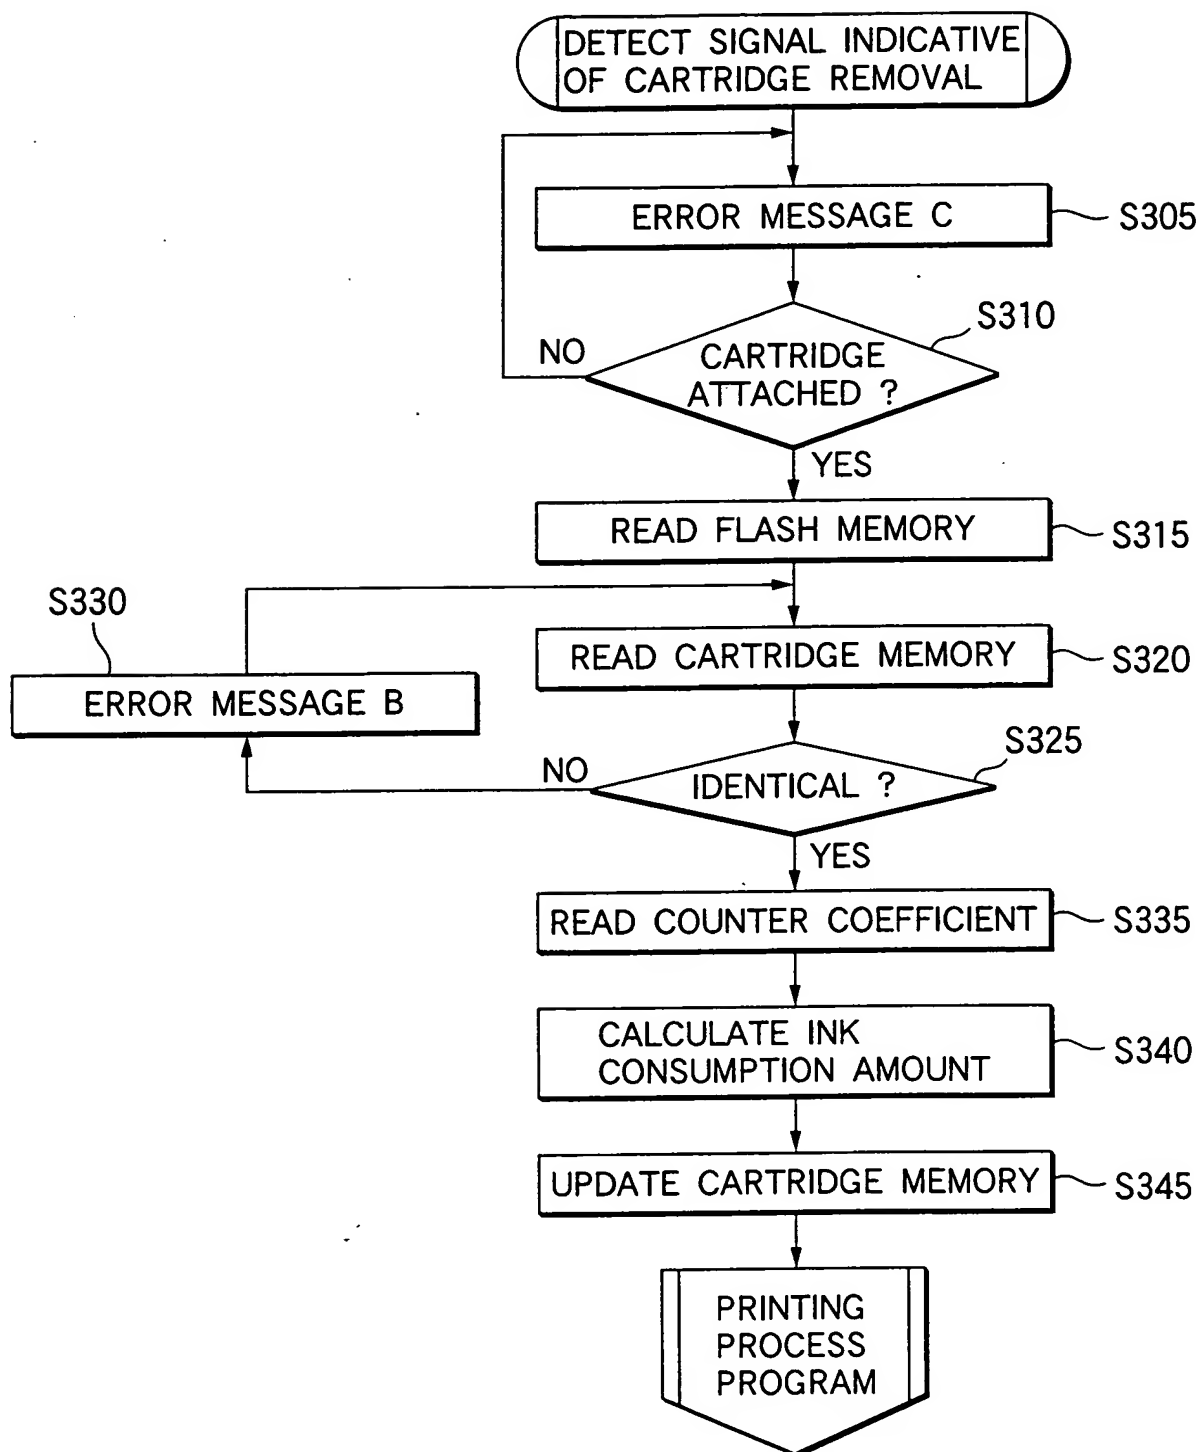 DETECT SIGNAL INDICATIVE
OF CARTRIDGE REMOVAL
ERROR MESSAGE C
S305
S310
NO
CARTRIDGE
ATTACHED ?
YES
READ FLASH MEMORY
S315
S330
READ CARTRIDGE MEMORY
S320
ERROR MESSAGE B
S325
NO
IDENTICAL ?
YES
READ COUNTER COEFFICIENT
S335
CALCULATE INK
CONSUMPTION AMOUNT
S340
UPDATE CARTRIDGE MEMORY
S345
PRINTING
PROCESS
PROGRAM